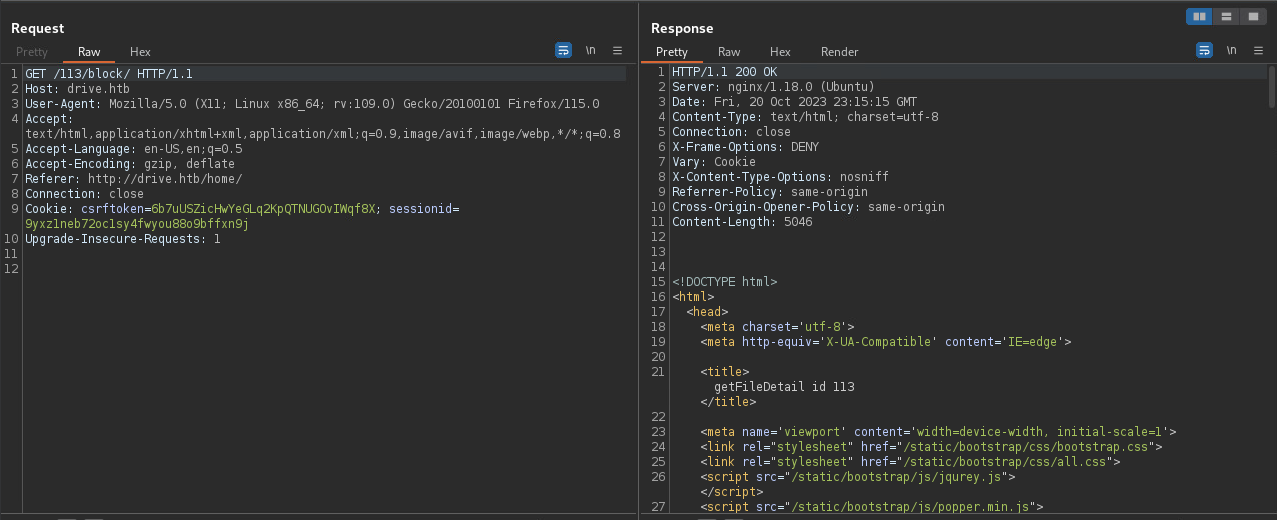 Request
Pretty Raw Hex \n
1 GET /113/block/ HTTP/1.1
2 Host: drive.htb
3 User-Agent: Mozilla/5.0 (X11; Linux x86_64; rv:109.0) Gecko/20100101 Firefox/115.0
4 Accept:
text/html,application/xhtml+xml,application/xml;q=0.9,image/avif,image/webp,*/*;q=0.8
5 Accept-Language: en-US,en;q=0.5
6 Accept-Encoding: gzip, deflate
7 Referer: http://drive.htb/home/
8 Connection: close
9 Cookie: csrftoken=6b7uUSZicHwYeGLq2KpQTNUGOvIWqf8X; sessionid=
9yxz1neb72oc1sy4fwyou88o9bffxn9j
10 Upgrade-Insecure-Requests: 1
11
12
Response
Pretty Raw Hex Render \n
1 HTTP/1.1 200 OK
2 Server: nginx/1.18.0 (Ubuntu)
3 Date: Fri, 20 Oct 2023 23:15:15 GMT
4 Content-Type: text/html; charset=utf-8
5 Connection: close
6 X-Frame-Options: DENY
7 Vary: Cookie
8 X-Content-Type-Options: nosniff
9 Referrer-Policy: same-origin
10 Cross-Origin-Opener-Policy: same-origin
11 Content-Length: 5046
12
13
14
15 <!DOCTYPE html>
16 <html>
17 <head>
18 <meta charset='utf-8'>
19 <meta http-equiv='X-UA-Compatible' content='IE=edge'>
20
21 <title>
getFileDetail id 113
</title>
22
23 <meta name='viewport' content='width=device-width, initial-scale=1'>
24 <link rel="stylesheet" href="/static/bootstrap/css/bootstrap.css">
25 <link rel="stylesheet" href="/static/bootstrap/css/all.css">
26 <script src="/static/bootstrap/js/jqurey.js">
</script>
27 <script src="/static/bootstrap/js/popper.min.js">